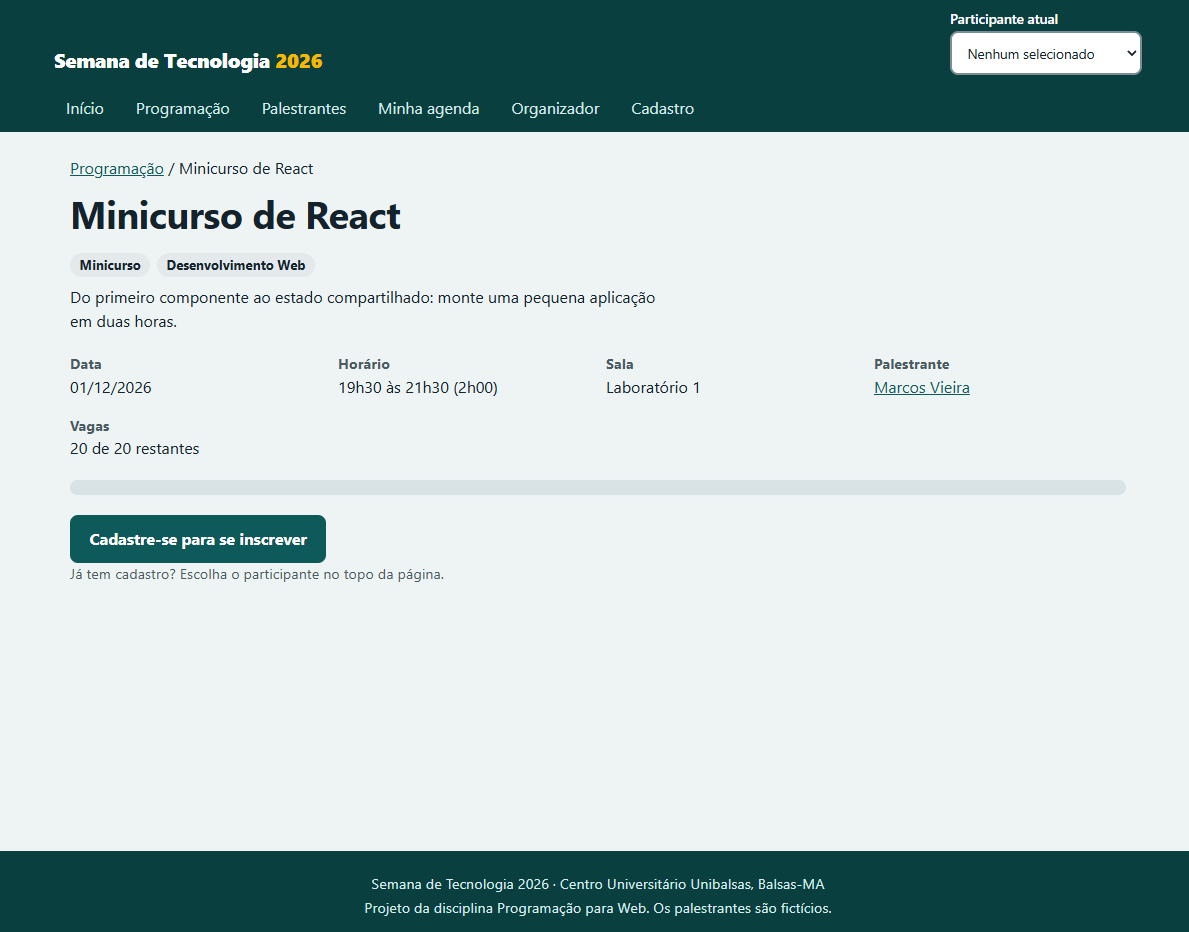 Participante atual
Semana de Tecnologia 2026
Nenhum selecionado
Início
Programação
Palestrantes
Minha agenda
Organizador
Cadastro
Programação / Minicurso de React
Minicurso de React
Minicurso
Desenvolvimento Web
Do primeiro componente ao estado compartilhado: monte uma pequena aplicação
em duas horas.
Data
01/12/2026
Horário
19h30 às 21h30 (2h00)
Sala
Laboratório 1
Palestrante
Marcos Vieira
Vagas
20 de 20 restantes
Cadastre-se para se inscrever
Já tem cadastro? Escolha o participante no topo da página.
Semana de Tecnologia 2026 · Centro Universitário Unibalsas, Balsas-MA
Projeto da disciplina Programação para Web. Os palestrantes são fictícios.